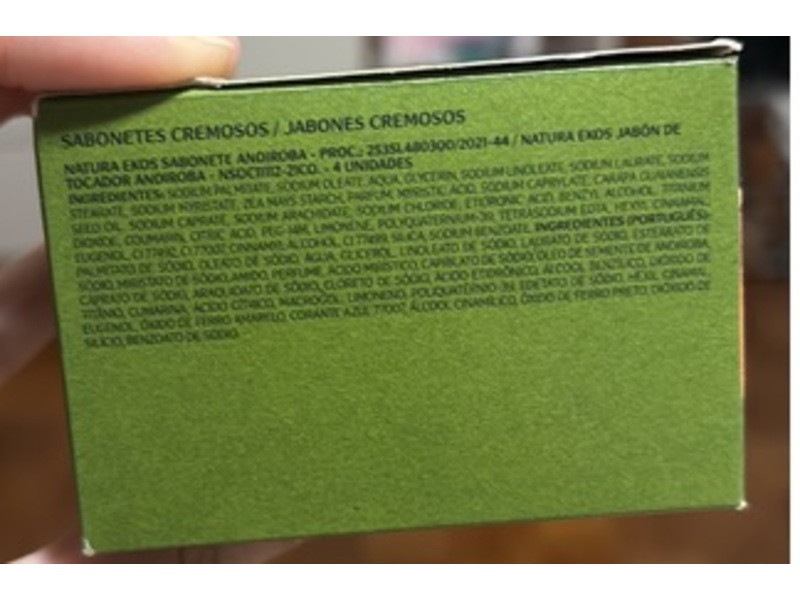 SABONETES CREMOSOS / JABONES CREMOSOS
NATURA EKOS SABONETE ANDIROBA - PROC.: 25351.480300/2021-44 / NATURA EKOS JABÓN DE
TOCADOR ANDIROBA - NSOC11112-21CO. - 4 UNIDADES
INGREDIENTES: SODIUM PALMITATE, SODIUM OLEATE, AQUA, GLYCERIN, SODIUM LINOLEATE, SODIUM LAURATE, SODIUM
STEARATE, SODIUM MYRISTATE, ZEA MAYS STARCH, PARFUM, MYRISTIC ACID, SODIUM CAPRYLATE, CARAPA GUAIANENSIS
SEED OIL, SODIUM CAPRATE, SODIUM ARACHIDATE, SODIUM CHLORIDE, ETIDRONIC ACID, BENZYL ALCOHOL, TITANIUM
DIOXIDE, COUMARIN, CITRIC ACID, LIMONENE, POLYQUATERNIUM-39, TETRASODIUM EDTA, HEXYL CINNAMAL,
EUGENOL, CI 77492, CI 77007, CINNAMYL ALCOHOL, CI 77499, SILICA, SODIUM BENZOATE. INGREDIENTES (PORTUGUÊS):
PALMITATO DE SÓDIO, OLEATO DE SÓDIO, ÁGUA, GLICEROL, LINOLEATO DE SÓDIO, LAURATO DE SÓDIO, ESTEARATO DE
SÓDIO, MIRISTATO DE SÓDIO, AMIDO, PERFUME, ÁCIDO MIRÍSTICO, CAPRILATO DE SÓDIO, ÓLEO DE SEMENTE DE ANDIROBA,
CAPRATO DE SÓDIO, ARAQUIDATO DE SÓDIO, CLORETO DE SÓDIO, ÁCIDO ETIDRÔNICO, ÁLCOOL BENZÍLICO, DIÓXIDO DE
TITÂNIO, CUMARINA, ÁCIDO CÍTRICO, MACROGOL, LIMONENO, POLIQUATÉRNIO-39, EDETATO DE SÓDIO, HEXIL CINAMAL,
EUGENOL, ÓXIDO DE FERRO AMARELO, CORANTE AZUL 77007, ÁLCOOL CINAMÍLICO, ÓXIDO DE FERRO PRETO, DIÓXIDO DE
SILÍCIO, BENZOATO DE SÓDIO.